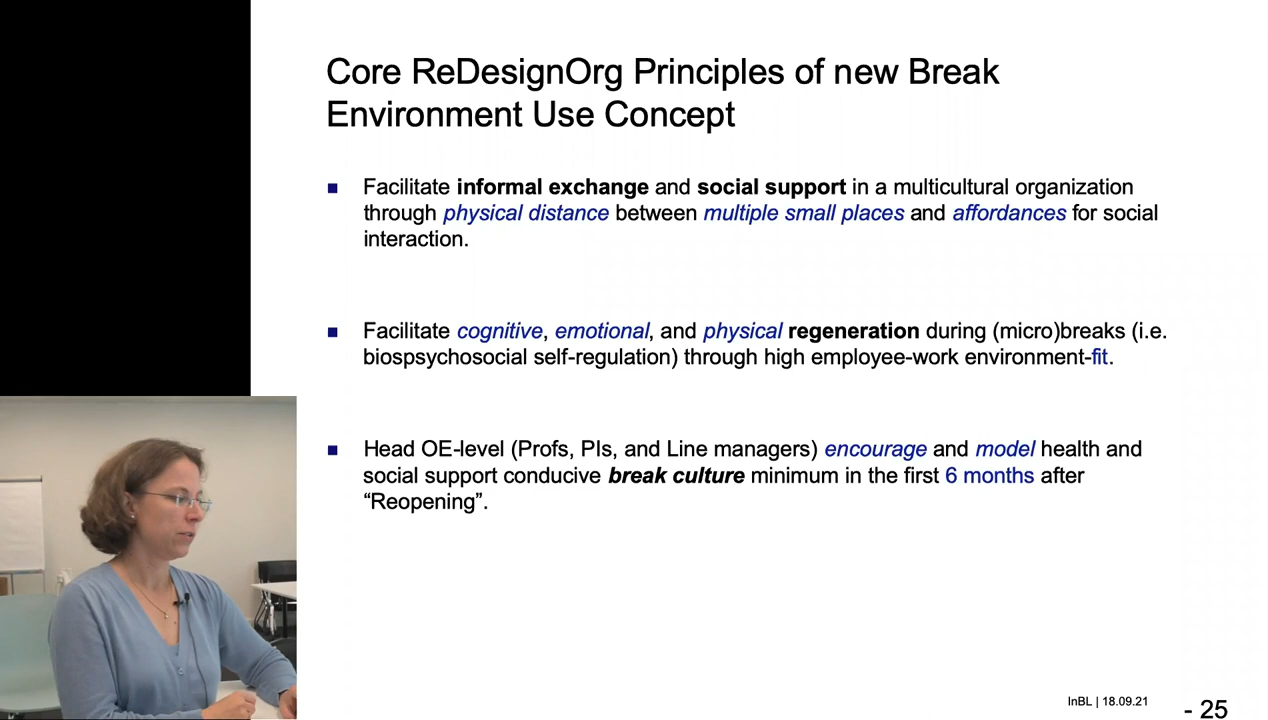 Core ReDesignOrg Principles of new Break
Environment Use Concept
Facilitate informal exchange and social support in a multicultural organization
through physical distance between multiple small places and affordances for social
interaction.
Facilitate cognitive, emotional, and physical regeneration during (micro)breaks (i.e.
biospsychosocial self-regulation) through high employee-work environment-fit.
Head OE-level (Profs, PIs, and Line managers) encourage and model health and
social support conducive break culture minimum in the first 6 months after
“Reopening”.
InBL | 18.09.21
- 25